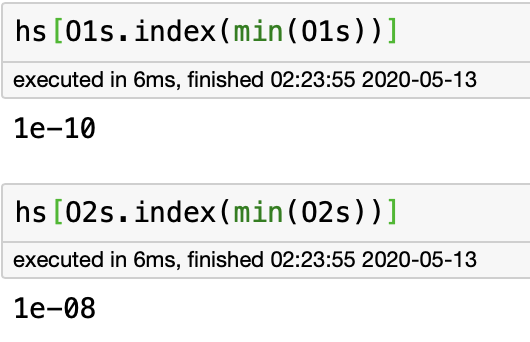 hs[O1s.index(min(O1s))]
executed in 6ms, finished 02:23:55 2020-05-13
1e-10
hs[O2s.index(min(O2s))]
executed in 6ms, finished 02:23:55 2020-05-13
1e-08